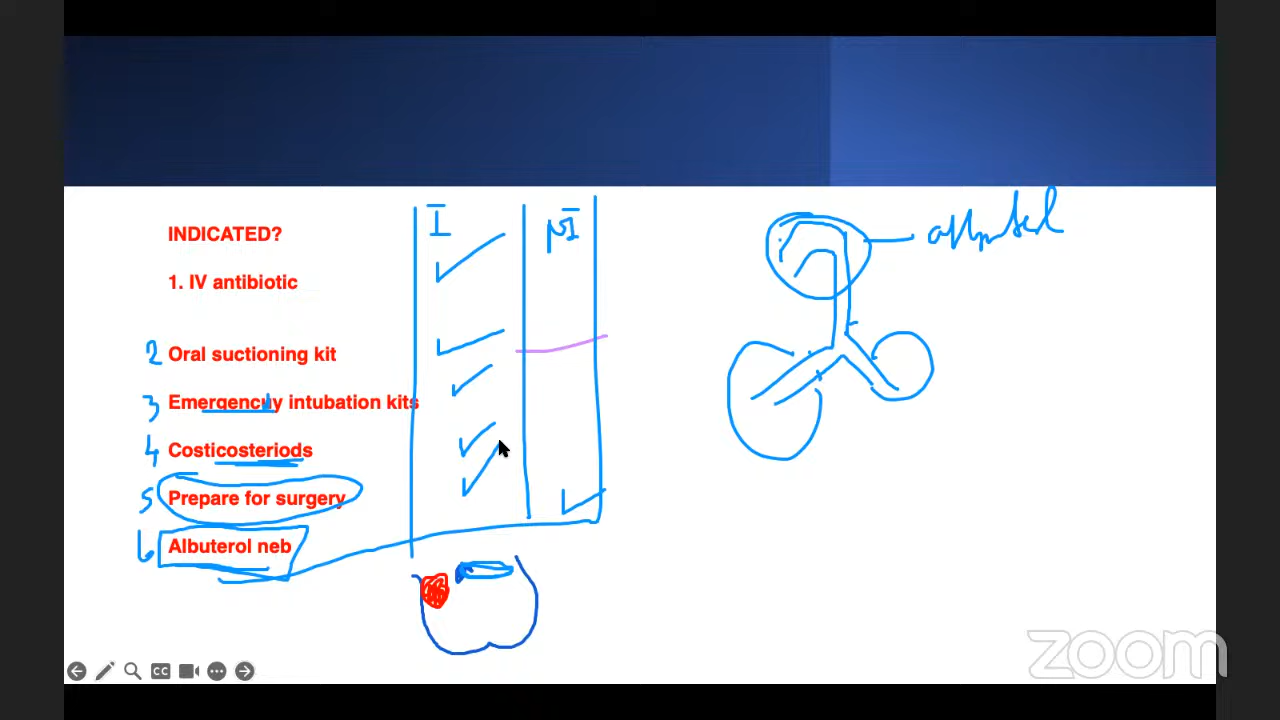 I NI
INDICATED?
1. IV antibiotic
2 Oral suctioning kit
3 Emergency intubation kits
4 Costicosteriods
5 Prepare for surgery
6 Albuterol neb
CC
zoom